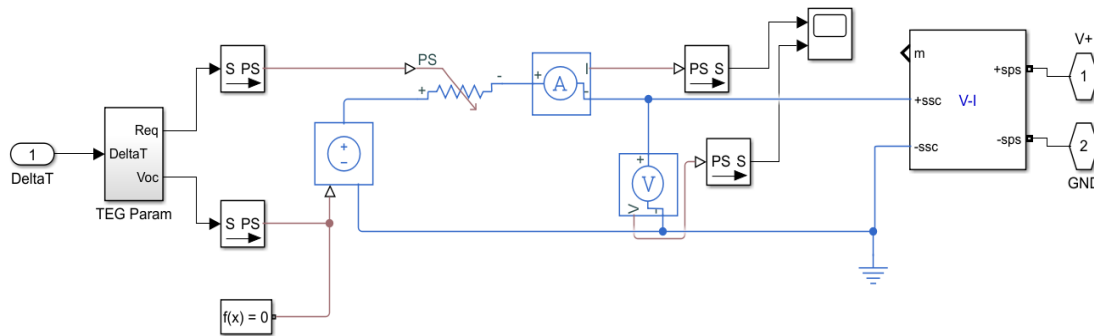 1
DeltaT
Req
DeltaT
Voc
TEG Param
S PS
S PS
f(x) = 0
PS
+
-
+
-
+
A
I
-
PS S
+
V
V
-
PS S
m
+ssc
-ssc
V-I
+sps
-sps
V+
1
2
GND